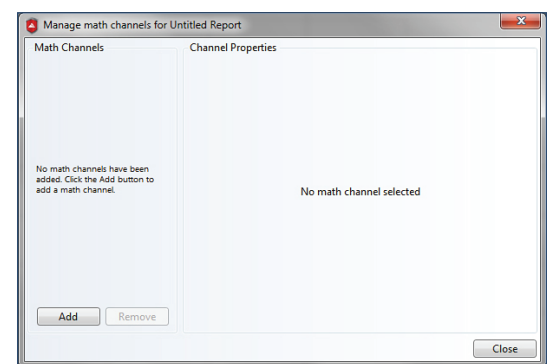 Manage math channels for Untitled Report
Math Channels
Channel Properties
No math channels have been
added. Click the Add button to
add a math channel.
No math channel selected
Add
Remove
Close